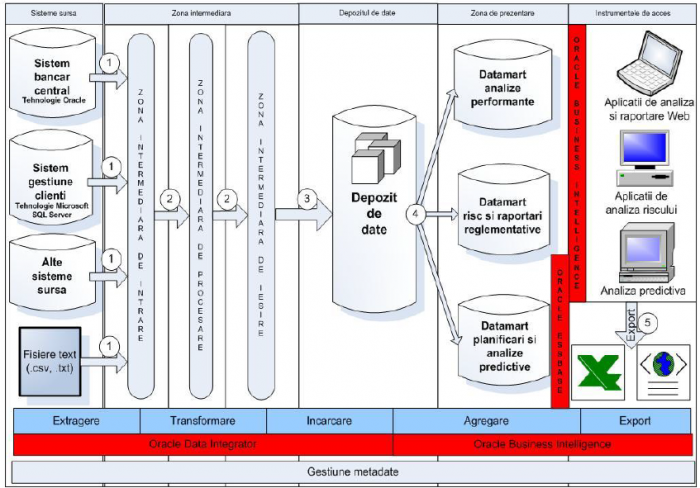 Sisteme sursa
Zona intermediara
Depozitul de date
Zona de prezentare
Instrumentele de acces
Sistem
bancar
central
Tehnologie Oracle
1
Sistem
gestiune
clienti
Tehnologie Microsoft
SQL Server
1
Alte
sisteme
sursa
1
Fisiere text
(.csv, .txt)
1
ZONA INTERMEDIARA DE INTRARE
2
ZONA INTERMEDIARA DE PROCESARE
2
ZONA INTERMEDIARA DE IESIRE
3
Depozit
de
date
4
Datamart
analize
performante
Datamart
risc si raportari
reglementative
Datamart
planificari si
analize
predictive
ORACLE BUSINESS INTELLIGENCE
ORACLE ESSBASE
Aplicatii de analiza
si raportare Web
Aplicatii de
analiza riscului
Analiza predictiva
Export
5
Extragere
Transformare
Incarcare
Agregare
Export
Oracle Data Integrator
Oracle Business Intelligence
Gestiune metadate